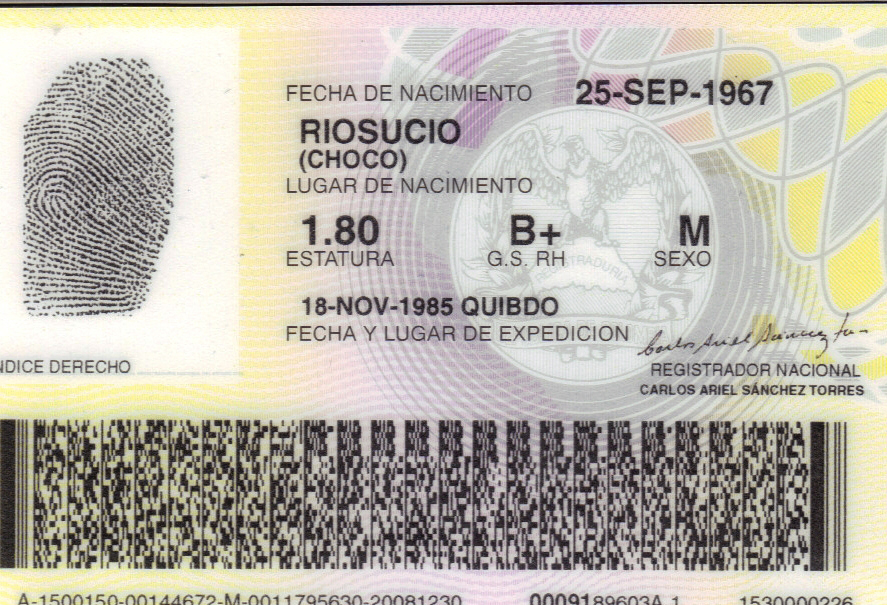 FECHA DE NACIMIENTO 25-SEP-1967
RIOSUCIO
(CHOCO)
LUGAR DE NACIMIENTO
1.80 B+ M
ESTATURA G.S. RH SEXO
18-NOV-1985 QUIBDO
FECHA Y LUGAR DE EXPEDICION
NDICE DERECHO
REGISTRADOR NACIONAL
CARLOS ARIEL SÁNCHEZ TORRES
A-1500150-00144672-M-0011795630-20081230 0009189603A 1 1530000226